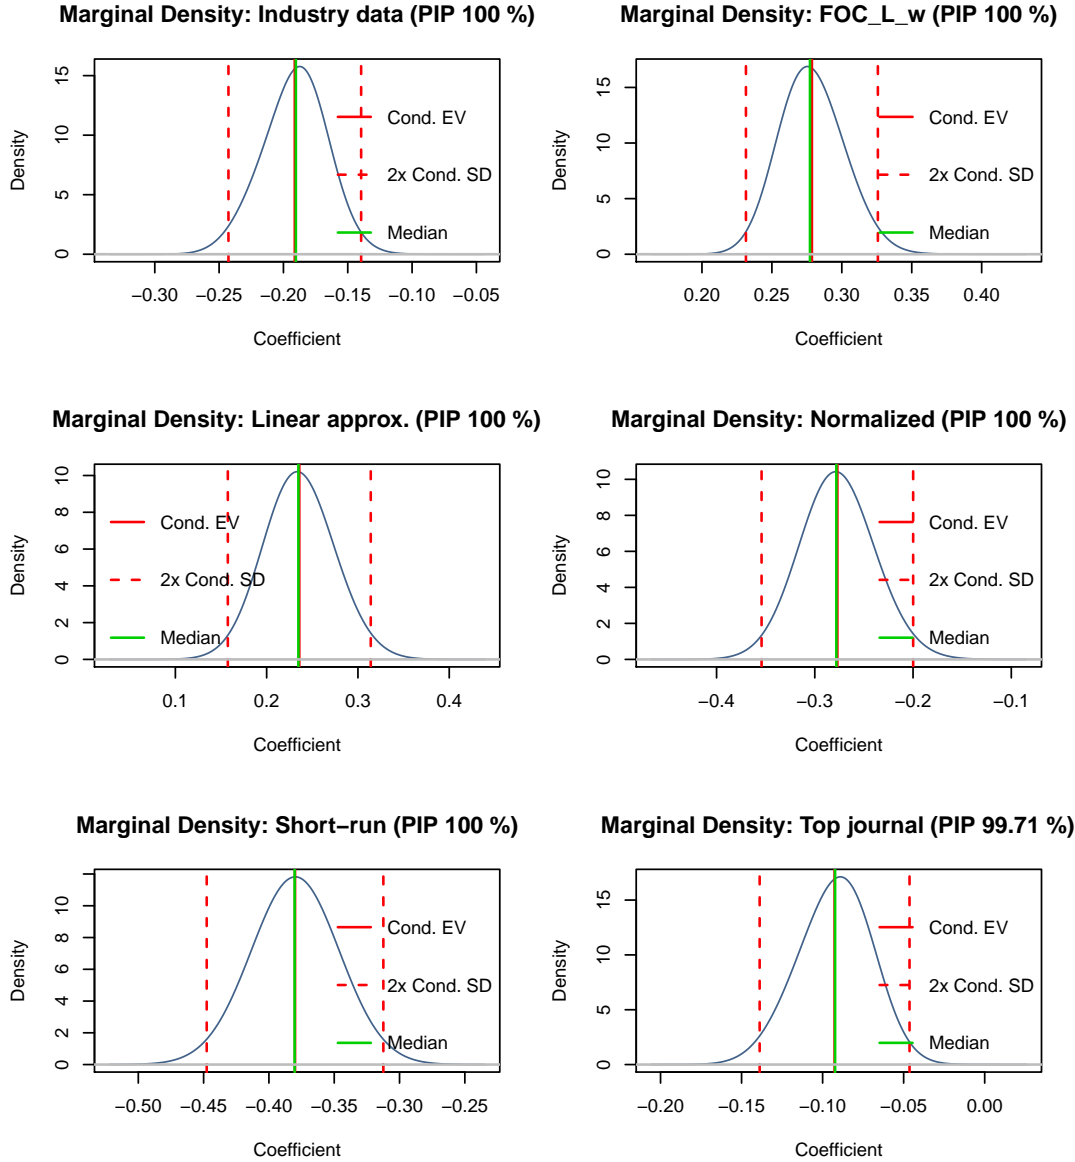 Marginal Density: Industry data (PIP 100 %)
Density
0
5
10
15
Cond. EV
2x Cond. SD
Median
−0.30 −0.25 −0.20 −0.15 −0.10 −0.05
Coefficient
Marginal Density: FOC_L_w (PIP 100 %)
Density
0
5
10
15
Cond. EV
2x Cond. SD
Median
0.20 0.25 0.30 0.35 0.40
Coefficient
Marginal Density: Linear approx. (PIP 100 %)
Density
0
2
4
6
8
10
Cond. EV
2x Cond. SD
Median
0.1 0.2 0.3 0.4
Coefficient
Marginal Density: Normalized (PIP 100 %)
Density
0
2
4
6
8
10
Cond. EV
2x Cond. SD
Median
−0.4 −0.3 −0.2 −0.1
Coefficient
Marginal Density: Short−run (PIP 100 %)
Density
0
2
4
6
8
10
Cond. EV
2x Cond. SD
Median
−0.50 −0.45 −0.40 −0.35 −0.30 −0.25
Coefficient
Marginal Density: Top journal (PIP 99.71 %)
Density
0
5
10
15
Cond. EV
2x Cond. SD
Median
−0.20 −0.15 −0.10 −0.05 0.00
Coefficient